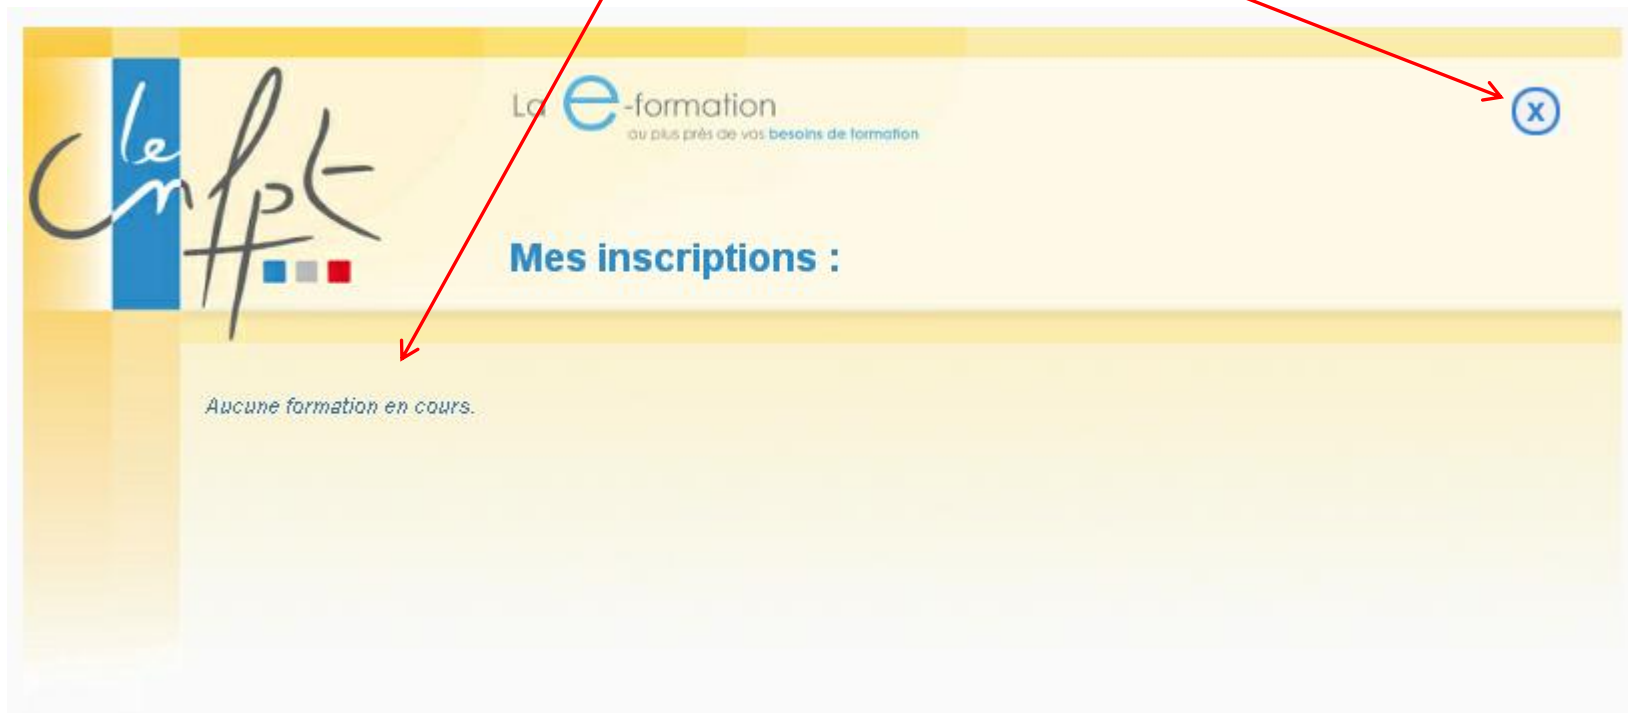 le
cnfpt
La e-formation
au plus près de vos besoins de formation
X
Mes inscriptions :
Aucune formation en cours.